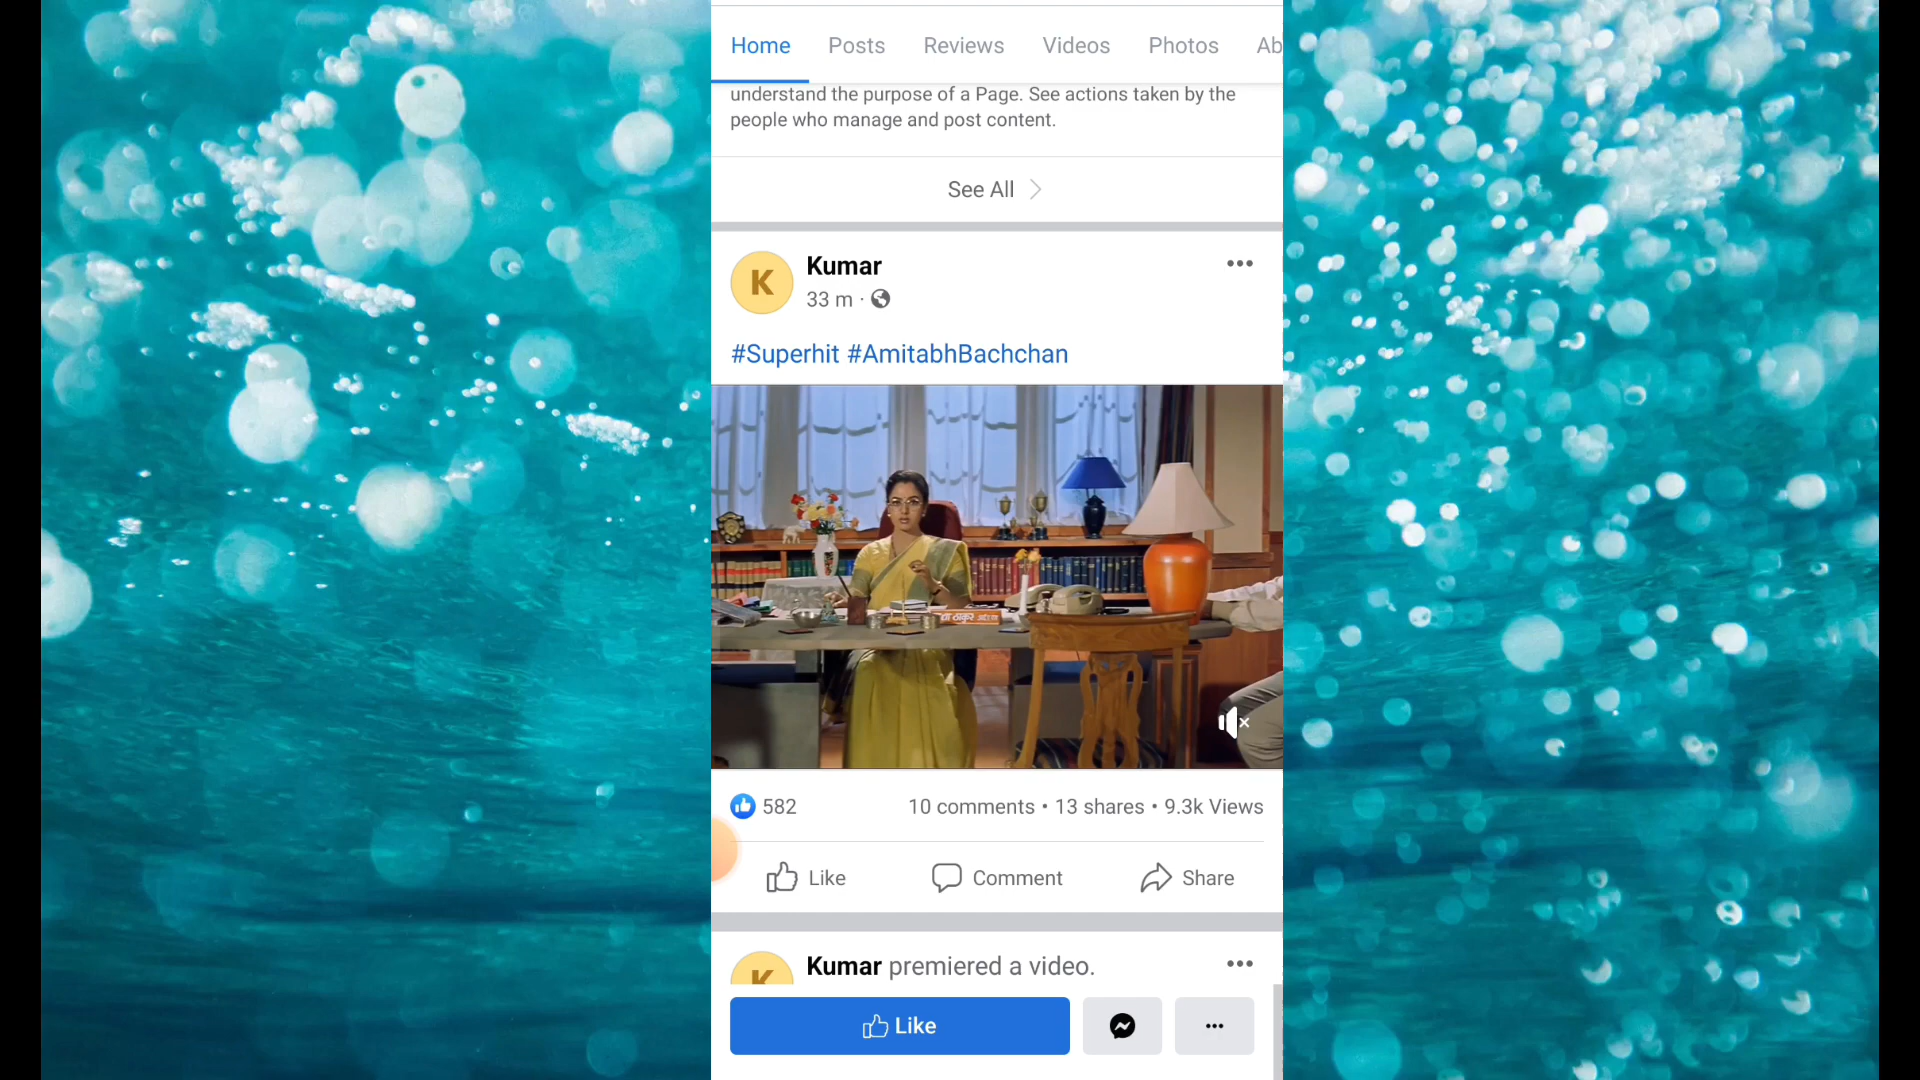 Home Posts Reviews Videos Photos Ab
understand the purpose of a Page. See actions taken by the
people who manage and post content.
See All
K
Kumar
33 m ·
#Superhit #AmitabhBachchan
582
10 comments • 13 shares • 9.3k Views
Like Comment Share
K
Kumar premiered a video.
Like